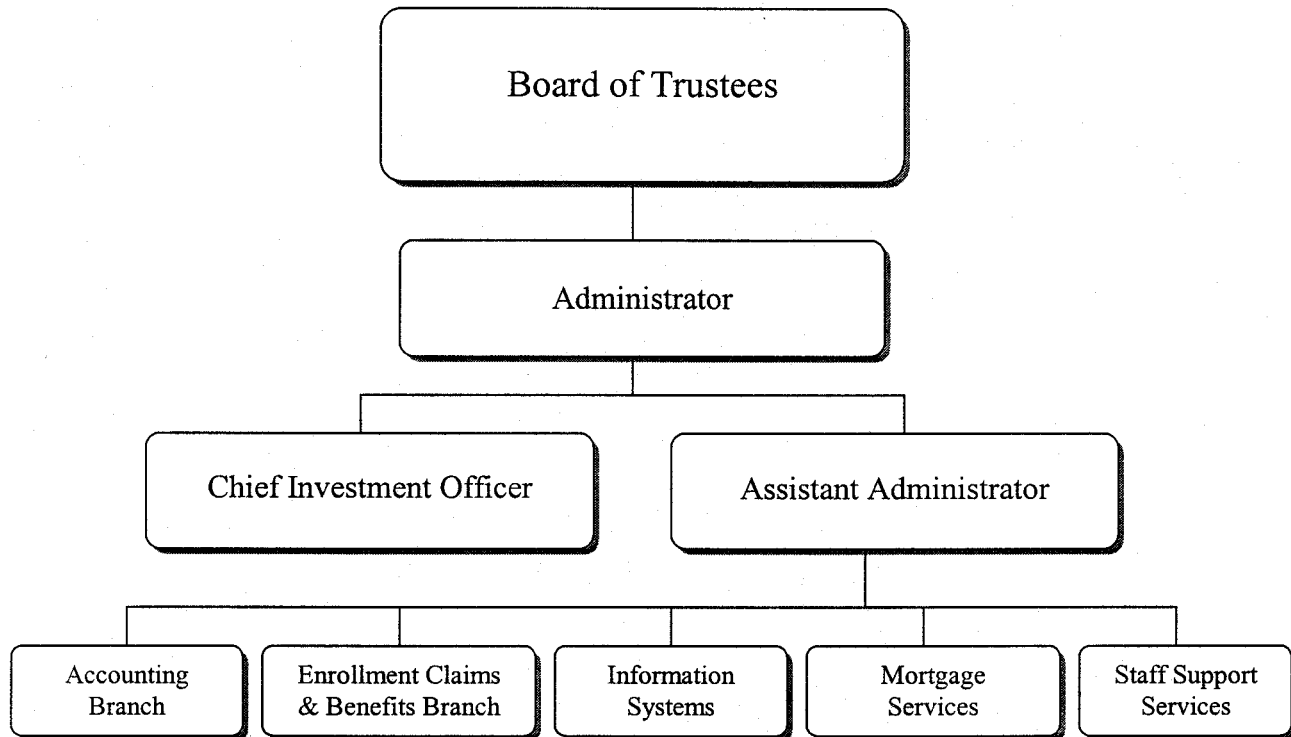 Board of Trustees
Administrator
Chief Investment Officer
Assistant Administrator
Accounting
Branch
Enrollment Claims
& Benefits Branch
Information
Systems
Mortgage
Services
Staff Support
Services